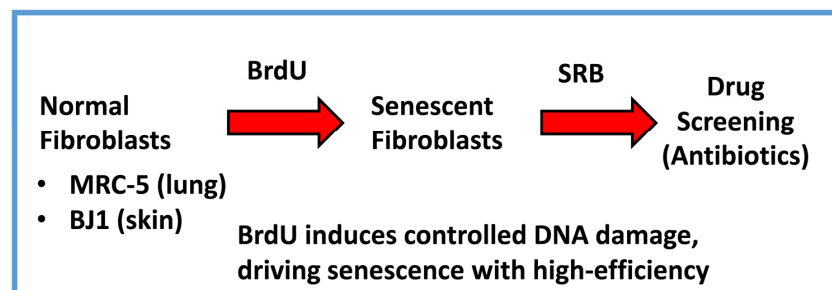 BrdU
SRB
Normal
Fibroblasts
Senescent
Fibroblasts
Drug
Screening
(Antibiotics)
• MRC-5 (lung)
• BJ1 (skin)
BrdU induces controlled DNA damage,
driving senescence with high-efficiency